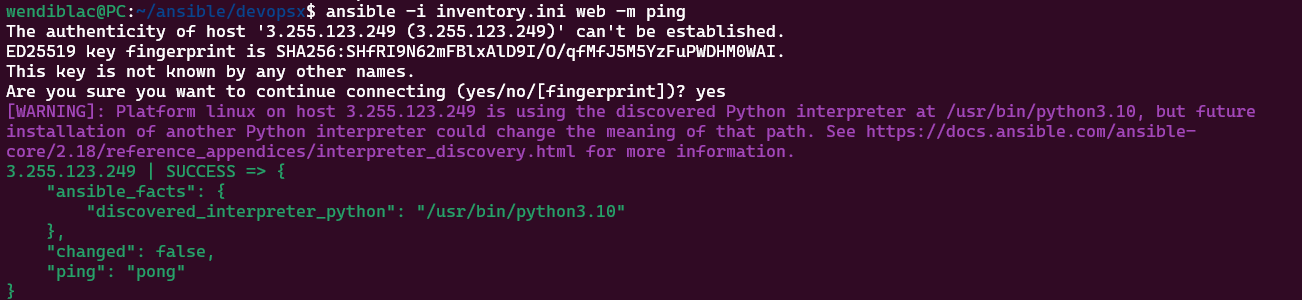 wendiblac@PC:~/ansible/devopsx$ ansible -i inventory.ini web -m ping
The authenticity of host '3.255.123.249 (3.255.123.249)' can't be established.
ED25519 key fingerprint is SHA256:SHfRI9N62mFBlxAlD9I/O/qfMfJ5M5YzFuPWDHM0WAI.
This key is not known by any other names.
Are you sure you want to continue connecting (yes/no/[fingerprint])? yes
[WARNING]: Platform linux on host 3.255.123.249 is using the discovered Python interpreter at /usr/bin/python3.10, but future
installation of another Python interpreter could change the meaning of that path. See https://docs.ansible.com/ansible-
core/2.18/reference_appendices/interpreter_discovery.html for more information.
3.255.123.249 | SUCCESS => {
    "ansible_facts": {
        "discovered_interpreter_python": "/usr/bin/python3.10"
    },
    "changed": false,
    "ping": "pong"
}